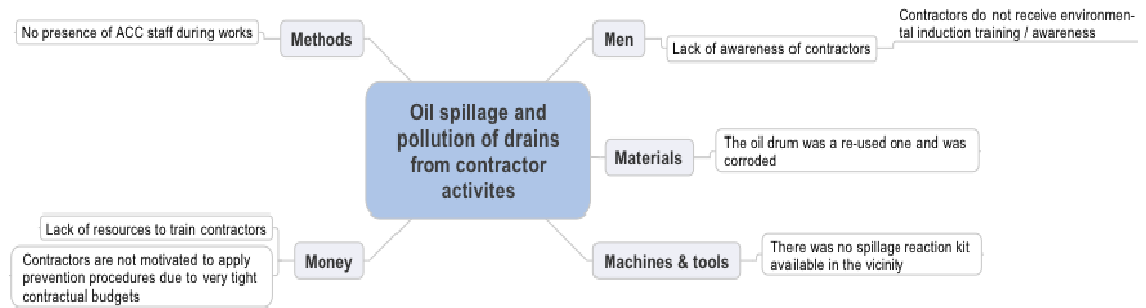 No presence of ACC staff during works
Methods
Men
Lack of awareness of contractors
Contractors do not receive environmen-
tal induction training / awareness
Oil spillage and
pollution of drains
from contractor
activites
Materials
The oil drum was a re-used one and was
corroded
Lack of resources to train contractors
Contractors are not motivated to apply
prevention procedures due to very tight
contractual budgets
Money
Machines & tools
There was no spillage reaction kit
available in the vicinity